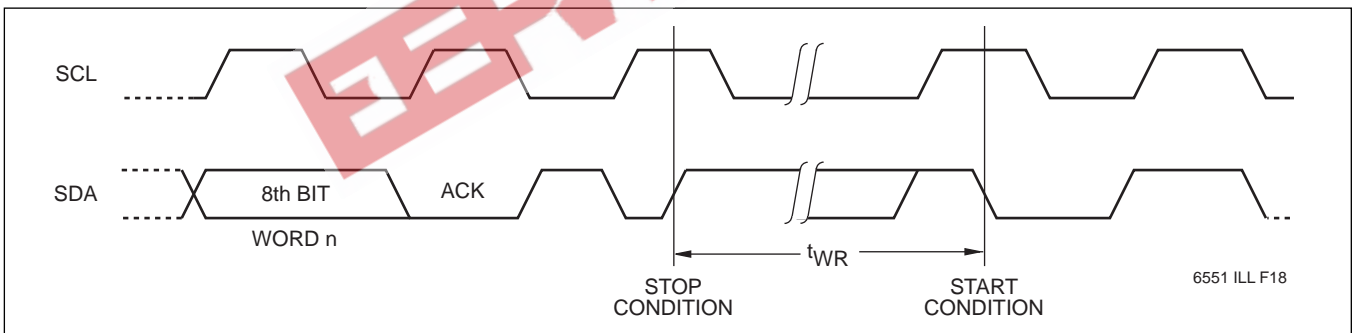 SCL
SDA
8th BIT
ACK
WORD n
tWR
STOP
CONDITION
START
CONDITION
6551 ILL F18